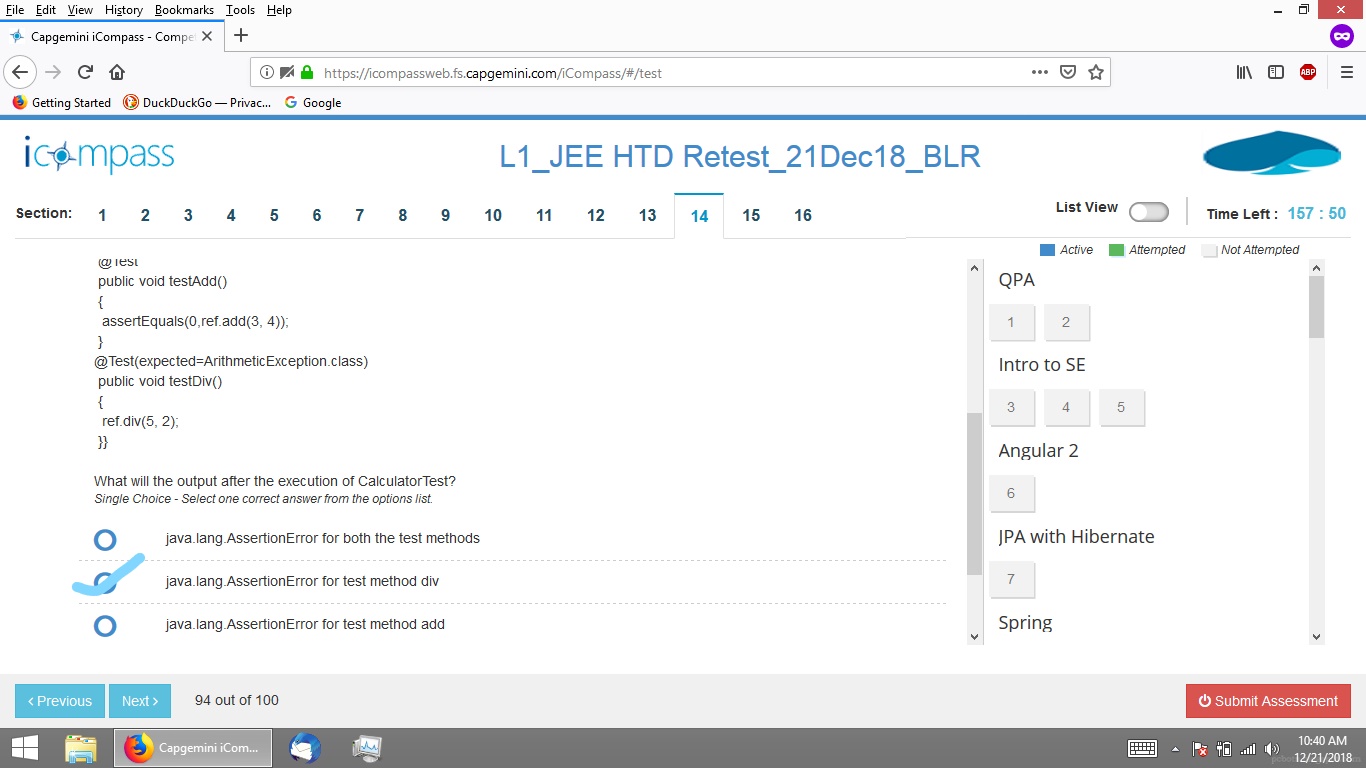 File Edit View History Bookmarks Tools Help
Capgemini iCompass - Compe
https://icompassweb.fs.capgemini.com/iCompass/#/test
ABP
Getting Started DuckDuckGo — Privac... Google
icompass
L1_JEE HTD Retest_21Dec18_BLR
Section: 1 2 3 4 5 6 7 8 9 10 11 12 13 14 15 16
List View
Time Left : 157 : 50
Active Attempted Not Attempted
@Test
public void testAdd()
{
assertEquals(0,ref.add(3, 4));
}
@Test(expected=ArithmeticException.class)
public void testDiv()
{
ref.div(5, 2);
}}
What will the output after the execution of CalculatorTest?
Single Choice - Select one correct answer from the options list.
java.lang.AssertionError for both the test methods
java.lang.AssertionError for test method div
java.lang.AssertionError for test method add
QPA
1 2
Intro to SE
3 4 5
Angular 2
6
JPA with Hibernate
7
Spring
Previous Next 94 out of 100
Submit Assessment
Capgemini iCom...
10:40 AM
12/21/2018